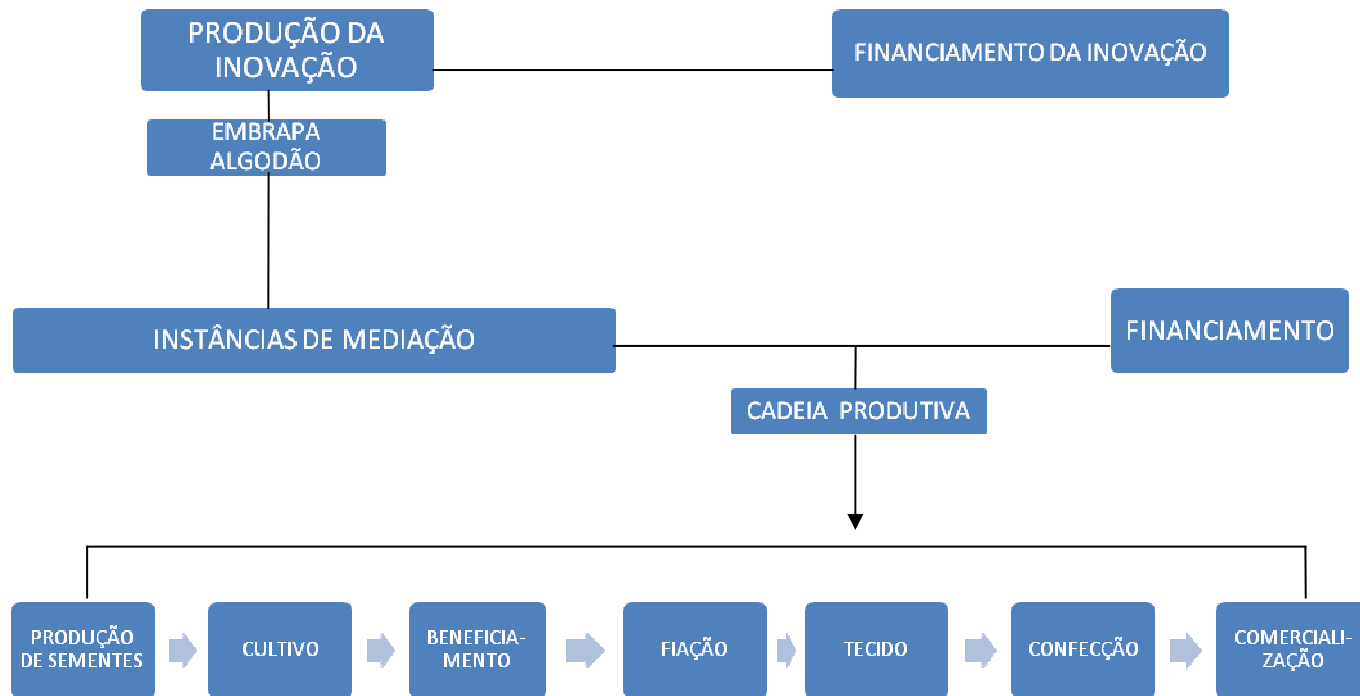 PRODUÇÃO DA
INOVAÇÃO
FINANCIAMENTO DA INOVAÇÃO
EMBRAPA
ALGODÃO
INSTÂNCIAS DE MEDIAÇÃO
FINANCIAMENTO
CADEIA PRODUTIVA
PRODUÇÃO
DE SEMENTES
CULTIVO
BENEFICIA-
MENTO
FIAÇÃO
TECIDO
CONFECÇÃO
COMERCIALI-
ZAÇÃO